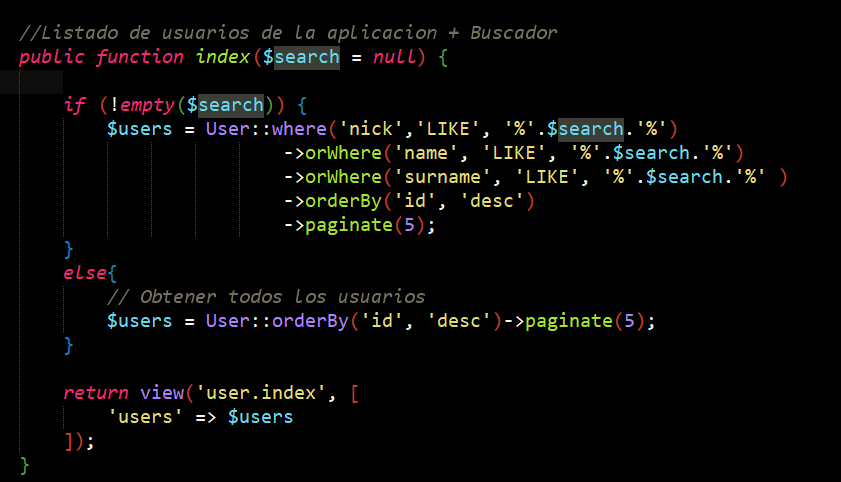 //Listado de usuarios de la aplicacion + Buscador
public function index($search = null) {
if (!empty($search)) {
$users = User::where('nick','LIKE', '%'.$search.'%')
->orWhere('name', 'LIKE', '%'.$search.'%')
->orWhere('surname', 'LIKE', '%'.$search.'%' )
->orderBy('id', 'desc')
->paginate(5);
}
else{
// Obtener todos los usuarios
$users = User::orderBy('id', 'desc')->paginate(5);
}
return view('user.index', [
'users' => $users
]);
}